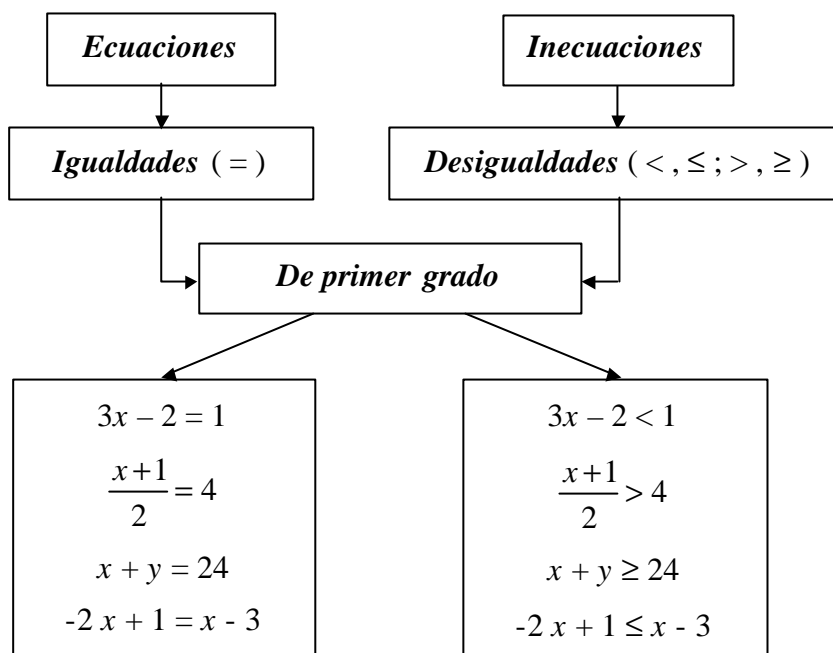 Ecuaciones
Inecuaciones
Igualdades ( = )
Desigualdades ( < , ≤ ; > , ≥ )
De primer grado
3x – 2 = 1
x+1
2
= 4
x + y = 24
-2 x + 1 = x - 3
3x – 2 < 1
x+1
2
> 4
x + y ≥ 24
-2 x + 1 ≤ x - 3